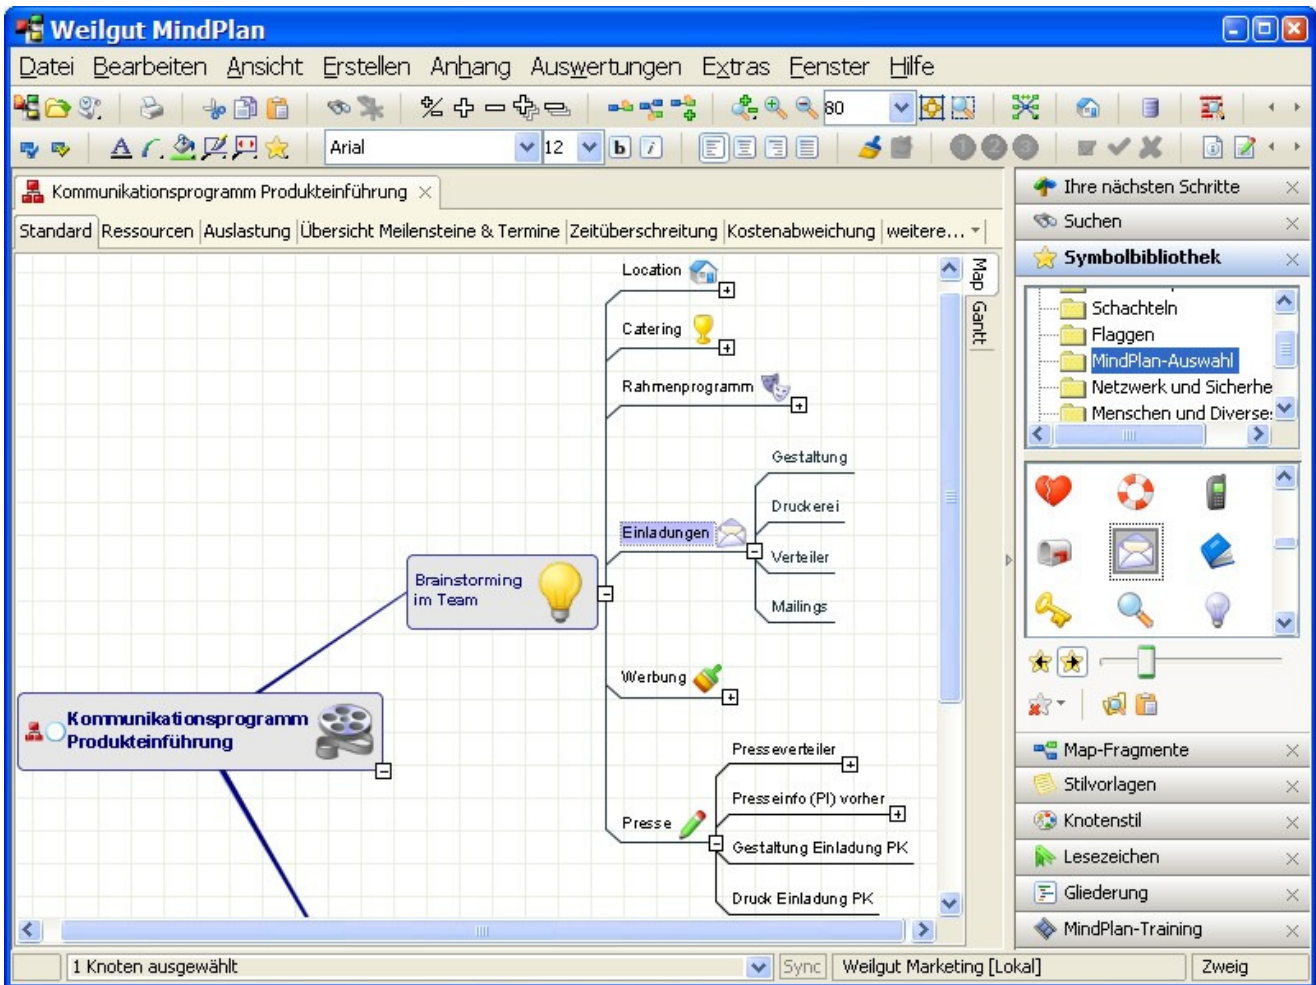 Weilgut MindPlan
Datei Bearbeiten Ansicht Erstellen Anhang Auswertungen Extras Fenster Hilfe
80
Arial 12 b i 1 2 3
Kommunikationsprogramm Produkteinführung
Standard Ressourcen Auslastung Übersicht Meilensteine & Termine Zeitüberschreitung Kostenabweichung weitere...
Map
Gantt
Location
Catering
Rahmenprogramm
Einladungen
Gestaltung
Druckerei
Verteiler
Mailings
Brainstorming
im Team
Werbung
Kommunikationsprogramm
Produkteinführung
Presse
Presseverteiler
Presseinfo (PI) vorher
Gestaltung Einladung PK
Druck Einladung PK
Ihre nächsten Schritte
Suchen
Symbolbibliothek
Schachteln
Flaggen
MindPlan-Auswahl
Netzwerk und Sicherhe
Menschen und Diverse
Map-Fragmente
Stilvorlagen
Knotenstil
Lesezeichen
Gliederung
MindPlan-Training
1 Knoten ausgewählt Sync Weilgut Marketing [Lokal] Zweig